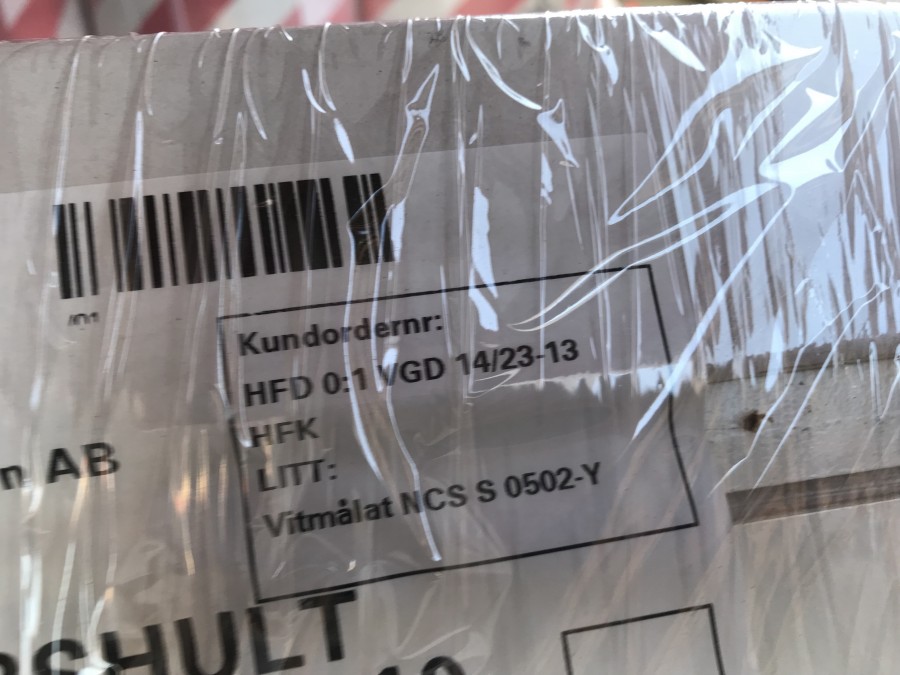 Kundordernr:
HFD 0:1 VGD 14/23-13
HFK
LITT:
n AB
Vitmålat NCS S 0502-Y
SHULT